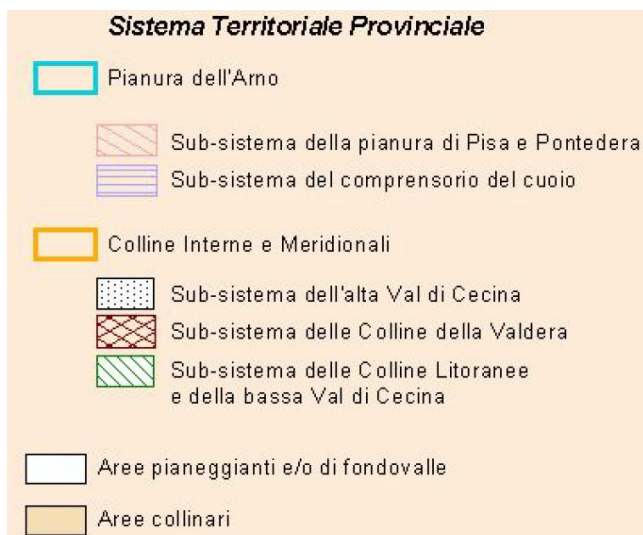 Sistema Territoriale Provinciale
Pianura dell'Arno
Sub-sistema della pianura di Pisa e Pontedera
Sub-sistema del comprensorio del cuoio
Colline Interne e Meridionali
Sub-sistema dell'alta Val di Cecina
Sub-sistema delle Colline della Valdera
Sub-sistema delle Colline Litoranee
e della bassa Val di Cecina
Aree pianeggianti e/o di fondovalle
Aree collinari